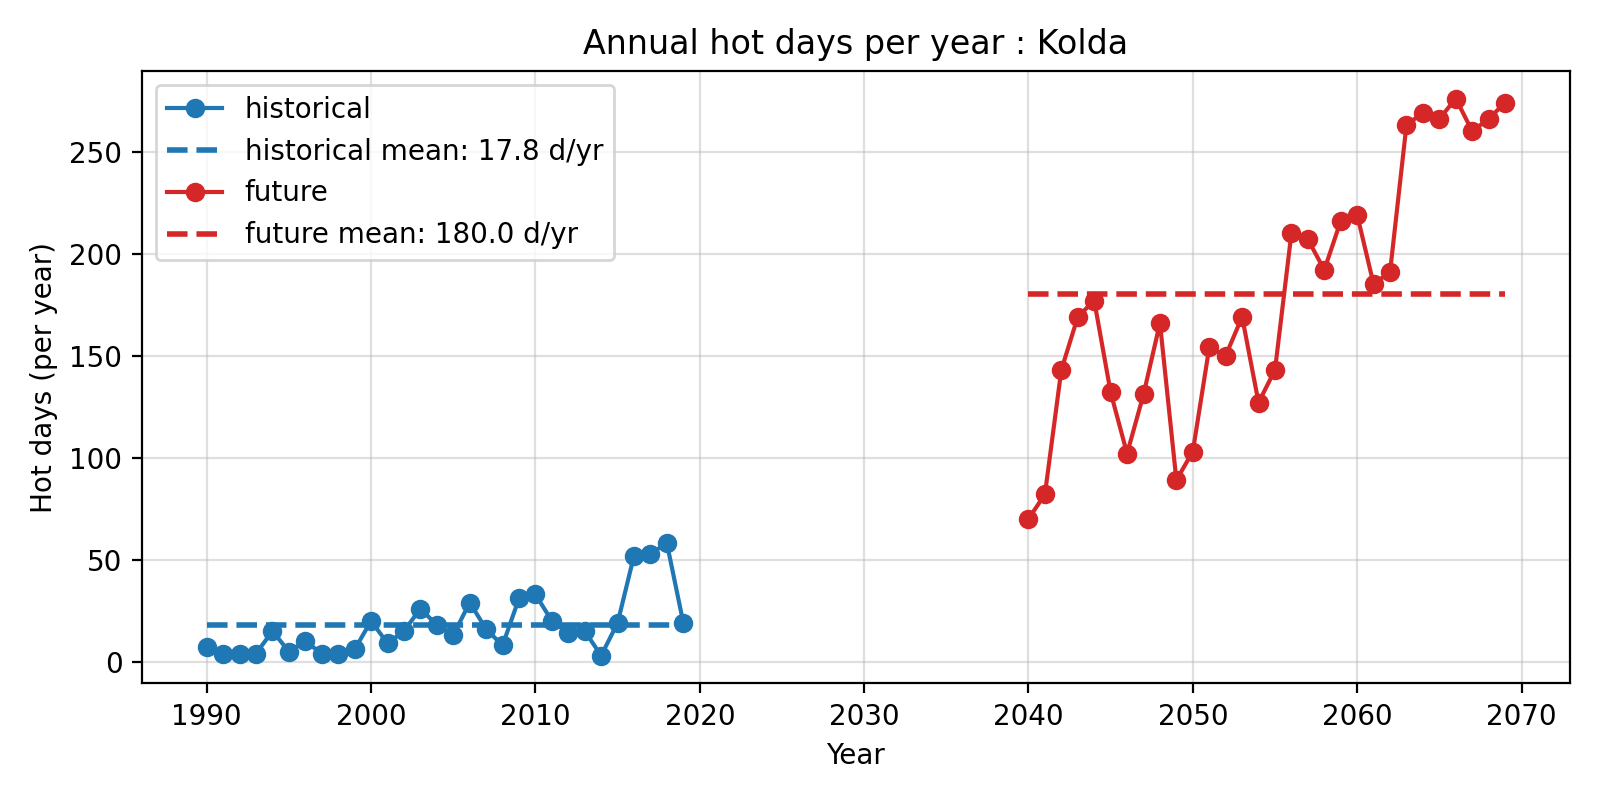 Annual hot days per year : Kolda
historical
historical mean: 17.8 d/yr
future
future mean: 180.0 d/yr
Hot days (per year)
250
200
150
100
50
0
1990 2000 2010 2020 2030 2040 2050 2060 2070
Year